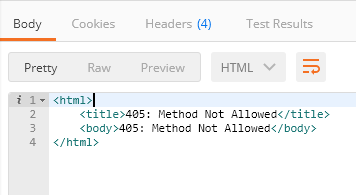 Body Cookies Headers (4) Test Results
Pretty Raw Preview HTML
i 1 <html>
2 <title>405: Method Not Allowed</title>
3 <body>405: Method Not Allowed</body>
4 </html>